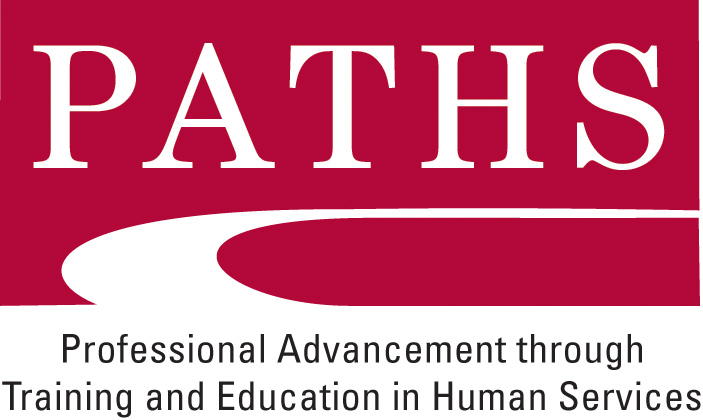 PATHS
Professional Advancement through
Training and Education in Human Services